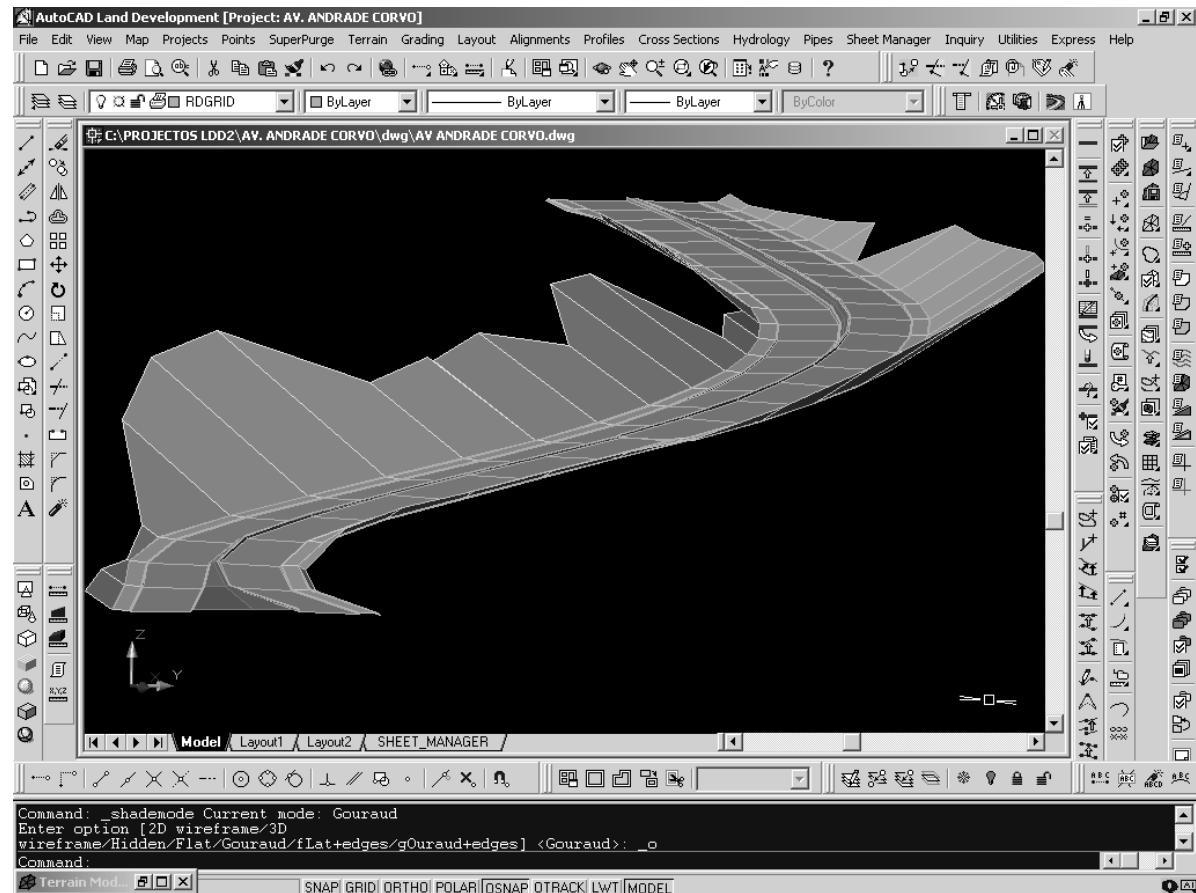 AutoCAD Land Development [Project: AV. ANDRADE CORVO]
File Edit View Map Projects Points SuperPurge Terrain Grading Layout Alignments Profiles Cross Sections Hydrology Pipes Sheet Manager Inquiry Utilities Express Help
RDGRID ByLayer ByLayer ByLayer ByColor
C:\PROJECTOS LDD2\AV. ANDRADE CORVO\dwg\AV ANDRADE CORVO.dwg
A
Z
X Y
X,Y,Z
Model Layout1 Layout2 SHEET_MANAGER
ABC ABC ABCD ABC
Command: _shademode Current mode: Gouraud
Enter option [2D wireframe/3D
wireframe/Hidden/Flat/Gouraud/fLat+edges/gOuraud+edges] <Gouraud>: _o
Command:
Terrain Mod... SNAP GRID ORTHO POLAR OSNAP OTRACK LWT MODEL